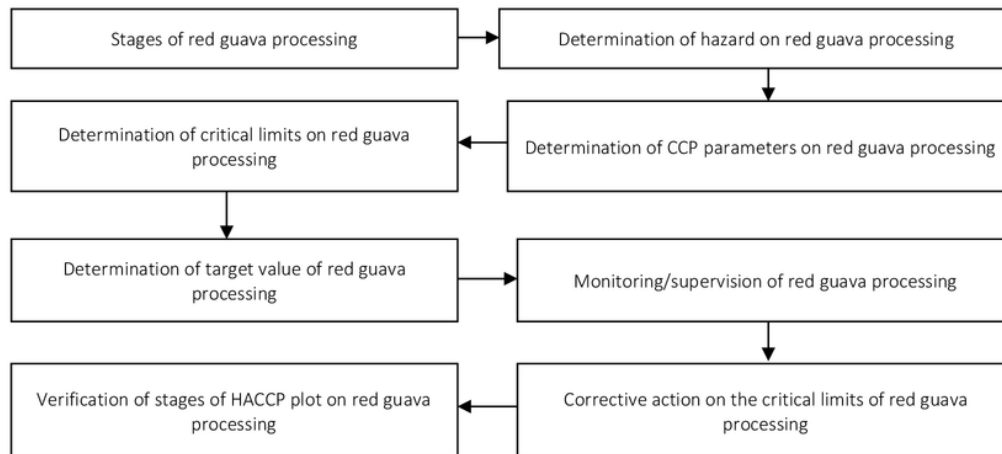 Stages of red guava processing
Determination of hazard on red guava processing
Determination of critical limits on red guava
processing
Determination of CCP parameters on red guava processing
Determination of target value of red guava
processing
Monitoring/supervision of red guava processing
Verification of stages of HACCP plot on red guava
processing
Corrective action on the critical limits of red guava
processing